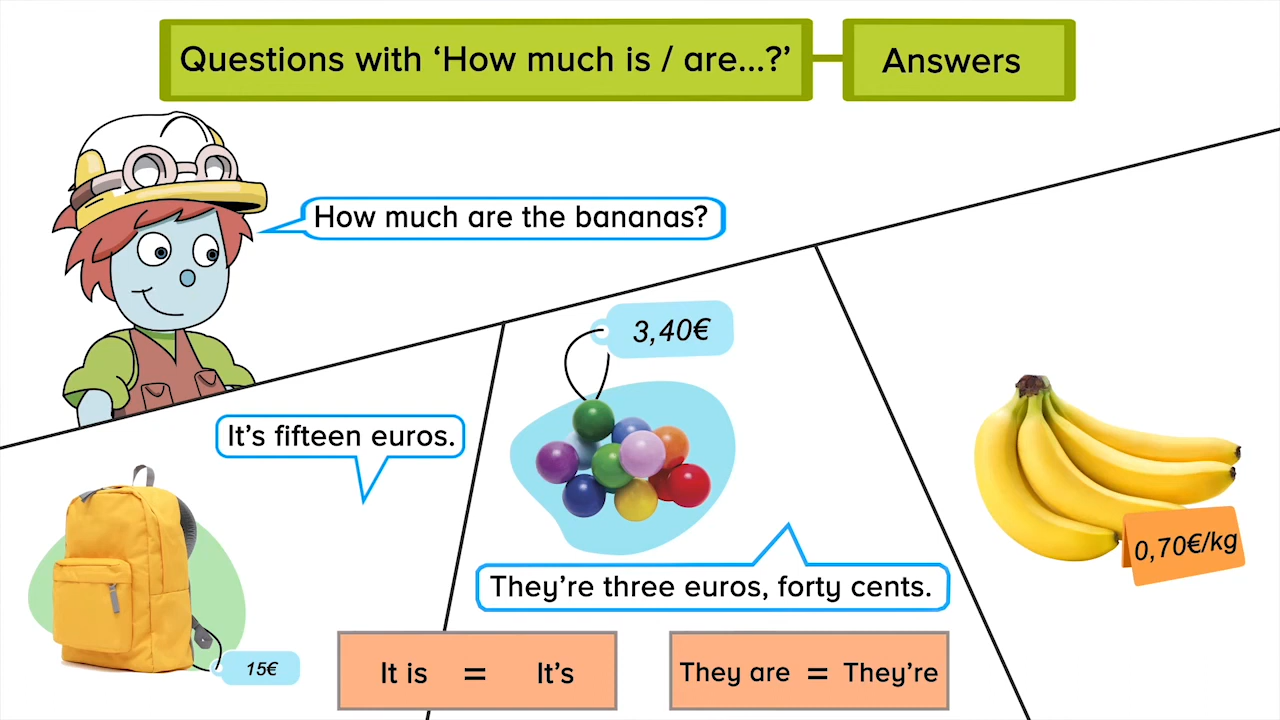 Questions with ‘How much is / are...?’
Answers
How much are the bananas?
3,40€
It’s fifteen euros.
0,70€/kg
They’re three euros, forty cents.
15€
It is = It’s
They are = They’re